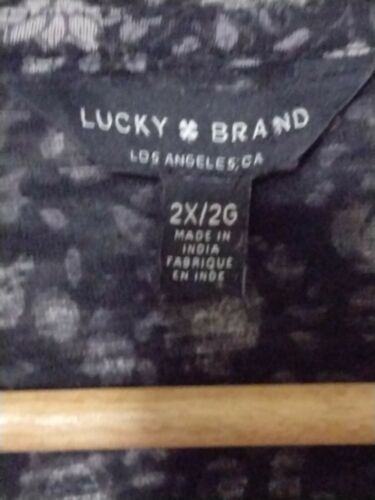 LUCKY BRAND
LOS ANGELES, CA
2X/2G
MADE IN
INDIA
FABRIQUE
EN INDE